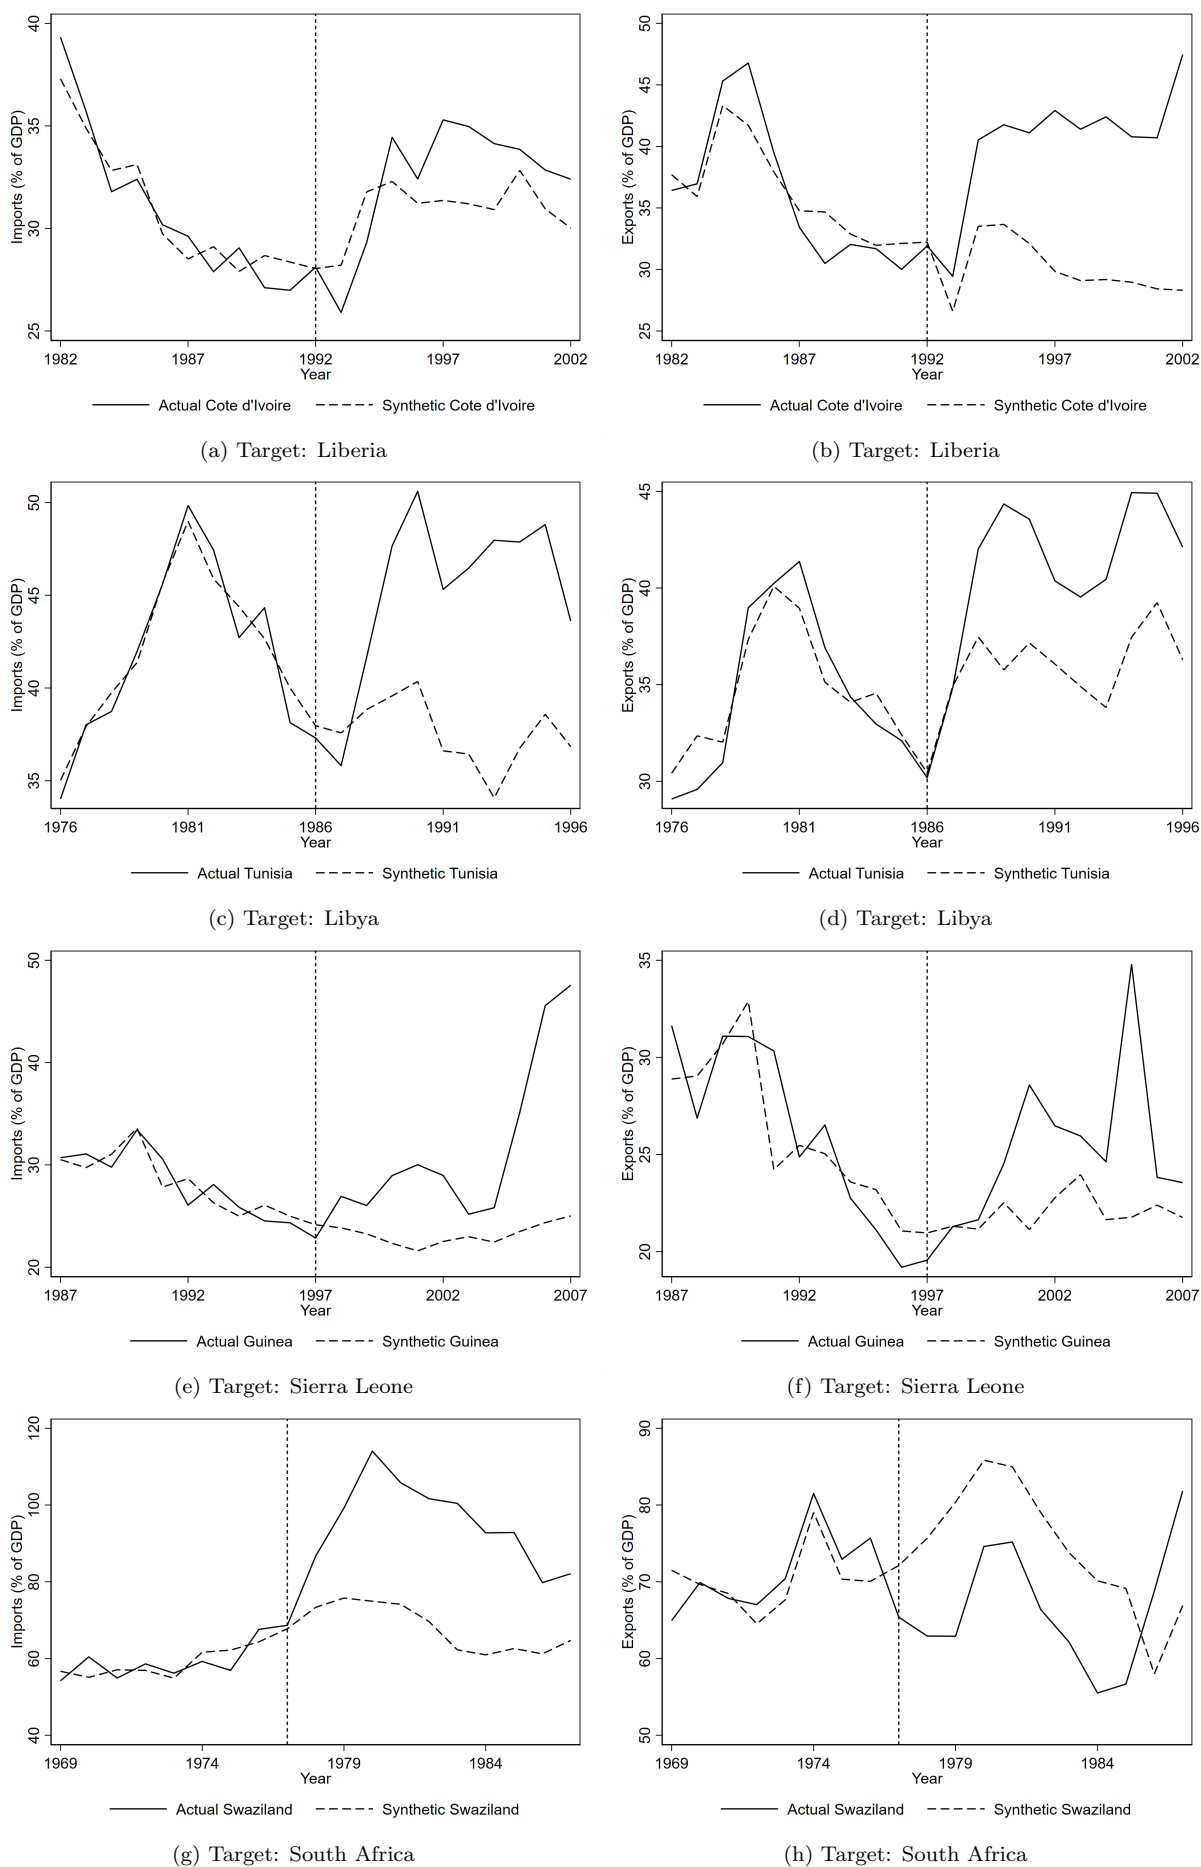 Imports (% of GDP)
25 30 35 40
1982 1987 1992 1997 2002
Year
Actual Cote d'Ivoire Synthetic Cote d'Ivoire
(a) Target: Liberia
Exports (% of GDP)
25 30 35 40 45 50
1982 1987 1992 1997 2002
Year
Actual Cote d'Ivoire Synthetic Cote d'Ivoire
(b) Target: Liberia
Imports (% of GDP)
35 40 45 50
1976 1981 1986 1991 1996
Year
Actual Tunisia Synthetic Tunisia
(c) Target: Libya
Exports (% of GDP)
30 35 40 45
1976 1981 1986 1991 1996
Year
Actual Tunisia Synthetic Tunisia
(d) Target: Libya
Imports (% of GDP)
20 30 40 50
1987 1992 1997 2002 2007
Year
Actual Guinea Synthetic Guinea
(e) Target: Sierra Leone
Exports (% of GDP)
20 25 30 35
1987 1992 1997 2002 2007
Year
Actual Guinea Synthetic Guinea
(f) Target: Sierra Leone
Imports (% of GDP)
40 60 80 100 120
1969 1974 1979 1984
Year
Actual Swaziland Synthetic Swaziland
(g) Target: South Africa
Exports (% of GDP)
50 60 70 80 90
1969 1974 1979 1984
Year
Actual Swaziland Synthetic Swaziland
(h) Target: South Africa